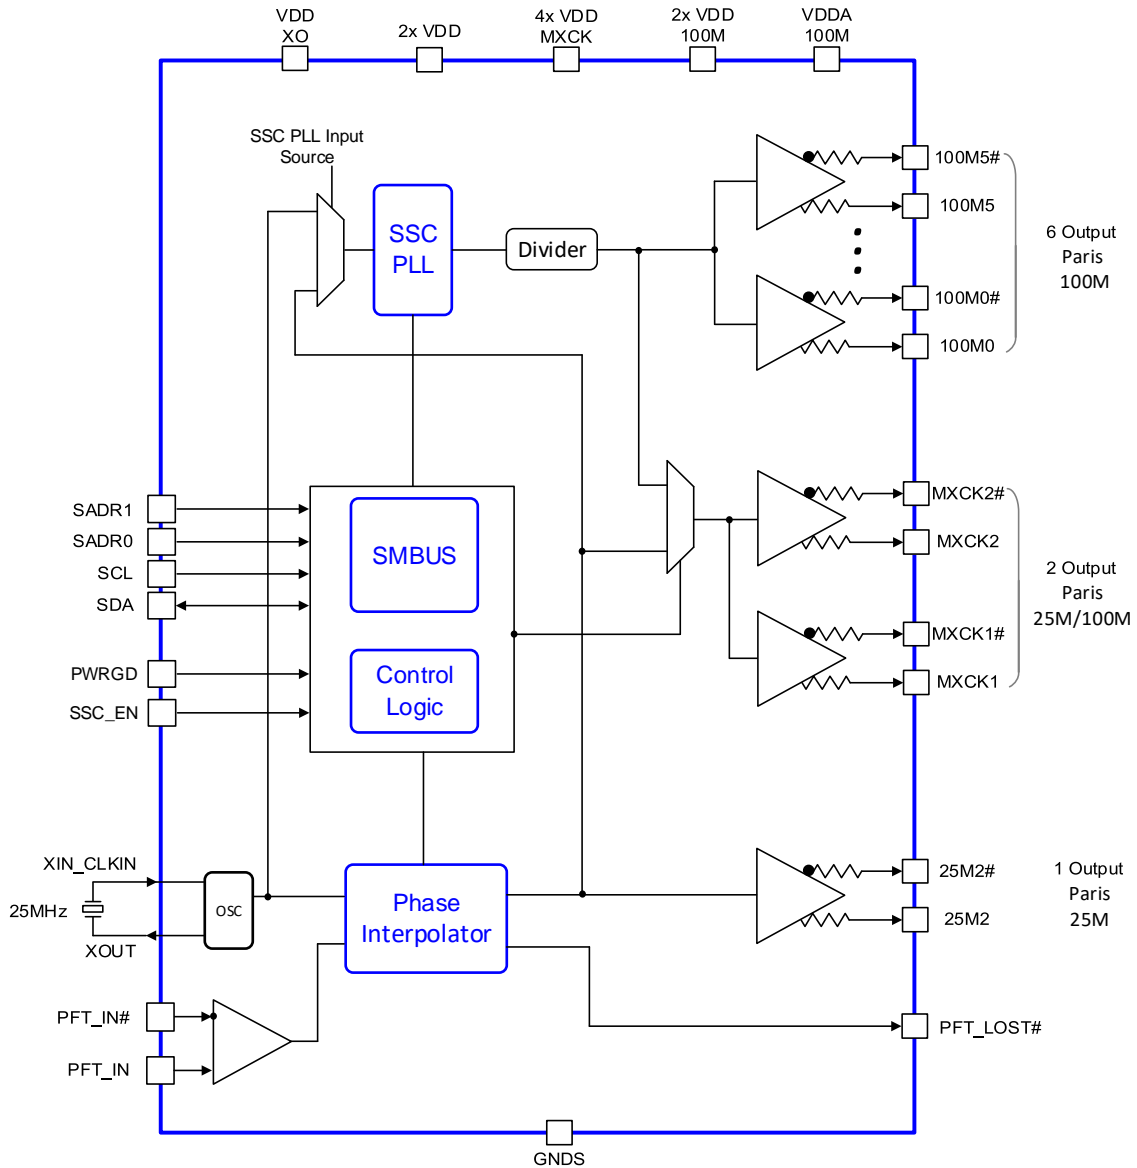 VDD
XO
2x VDD
4x VDD
MXCK
2x VDD
100M
VDDA
100M
SSC PLL Input
Source
SSC
PLL
Divider
100M5#
100M5
100M0#
100M0
6 Output
Paris
100M
SADR1
SADR0
SCL
SDA
PWRGD
SSC_EN
SMBUS
Control
Logic
MXCK2#
MXCK2
MXCK1#
MXCK1
2 Output
Paris
25M/100M
XIN_CLKIN
25MHz
XOUT
OSC
Phase
Interpolator
25M2#
25M2
1 Output
Paris
25M
PFT_IN#
PFT_IN
PFT_LOST#
GNDS